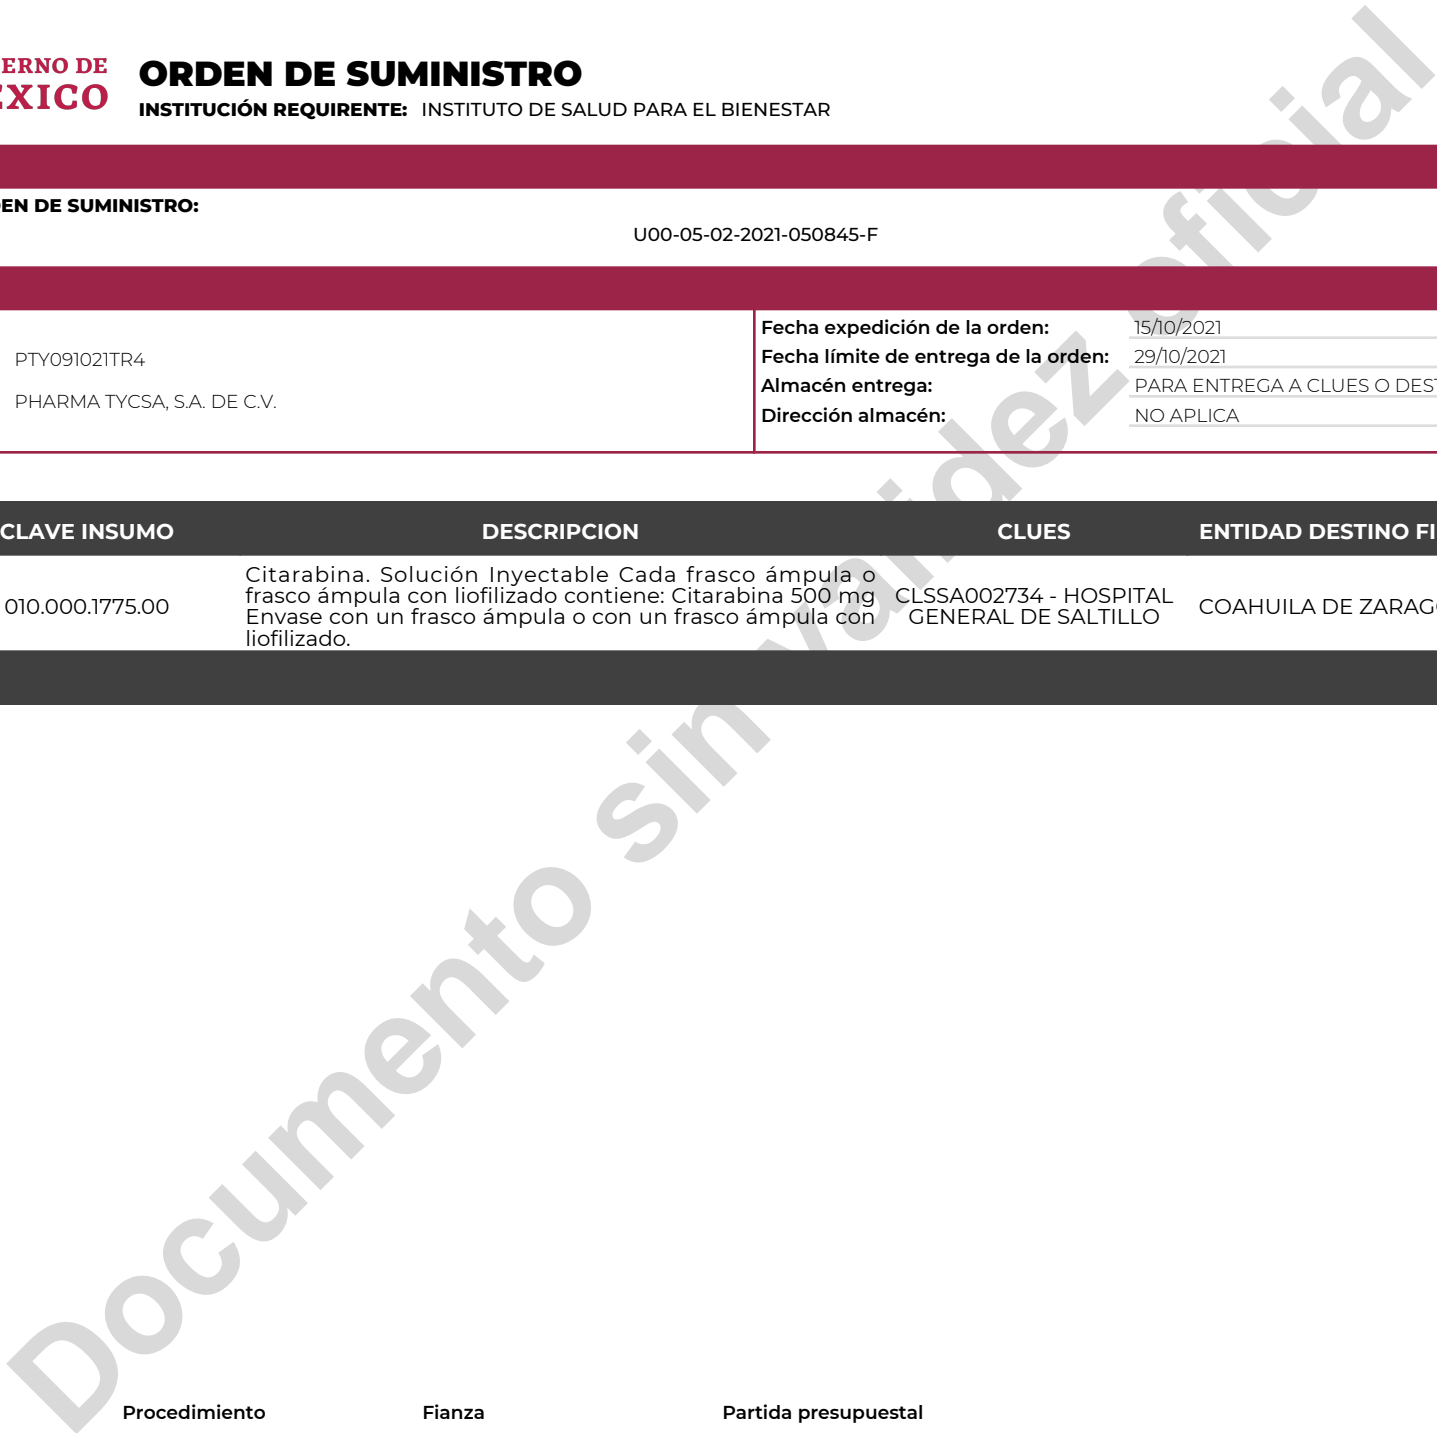 ERNO DE
EXICO
ORDEN DE SUMINISTRO
INSTITUCIÓN REQUIRENTE: INSTITUTO DE SALUD PARA EL BIENESTAR
EN DE SUMINISTRO:
U00-05-02-2021-050845-F
PTY091021TR4
PHARMA TYCSA, S.A. DE C.V.
Fecha expedición de la orden: 15/10/2021
Fecha límite de entrega de la orden: 29/10/2021
Almacén entrega: PARA ENTREGA A CLUES O DEST
Dirección almacén: NO APLICA
CLAVE INSUMO DESCRIPCION CLUES ENTIDAD DESTINO FI
010.000.1775.00
Citarabina. Solución Inyectable Cada frasco ámpula o
frasco ámpula con liofilizado contiene: Citarabina 500 mg
Envase con un frasco ámpula o con un frasco ámpula con
liofilizado.
CLSSA002734 - HOSPITAL
GENERAL DE SALTILLO
COAHUILA DE ZARAGO
Procedimiento Fianza Partida presupuestal
Documento sin validez oficial